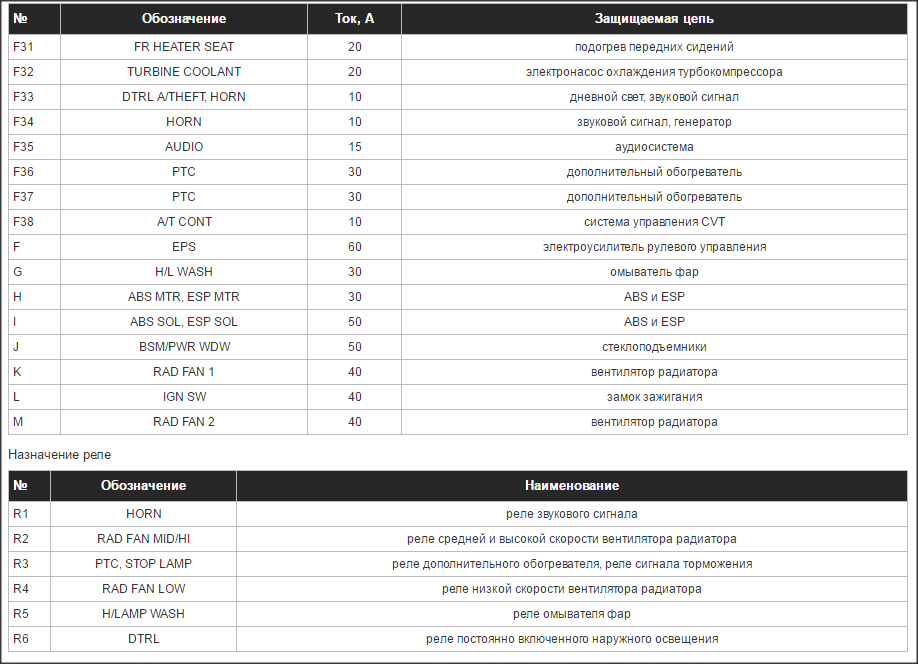 № Обозначение Ток, А Защищаемая цепь
F31 FR HEATER SEAT 20 подогрев передних сидений
F32 TURBINE COOLANT 20 электронасос охлаждения турбокомпрессора
F33 DTRL A/THEFT, HORN 10 дневной свет, звуковой сигнал
F34 HORN 10 звуковой сигнал, генератор
F35 AUDIO 15 аудиосистема
F36 PTC 30 дополнительный обогреватель
F37 PTC 30 дополнительный обогреватель
F38 A/T CONT 10 система управления CVT
F EPS 60 электроусилитель рулевого управления
G H/L WASH 30 омыватель фар
H ABS MTR, ESP MTR 30 ABS и ESP
I ABS SOL, ESP SOL 50 ABS и ESP
J BSM/PWR WDW 50 стеклоподъемники
K RAD FAN 1 40 вентилятор радиатора
L IGN SW 40 замок зажигания
M RAD FAN 2 40 вентилятор радиатора
Назначение реле
№ Обозначение Наименование
R1 HORN реле звукового сигнала
R2 RAD FAN MID/HI реле средней и высокой скорости вентилятора радиатора
R3 PTC, STOP LAMP реле дополнительного обогревателя, реле сигнала торможения
R4 RAD FAN LOW реле низкой скорости вентилятора радиатора
R5 H/LAMP WASH реле омывателя фар
R6 DTRL реле постоянно включенного наружного освещения